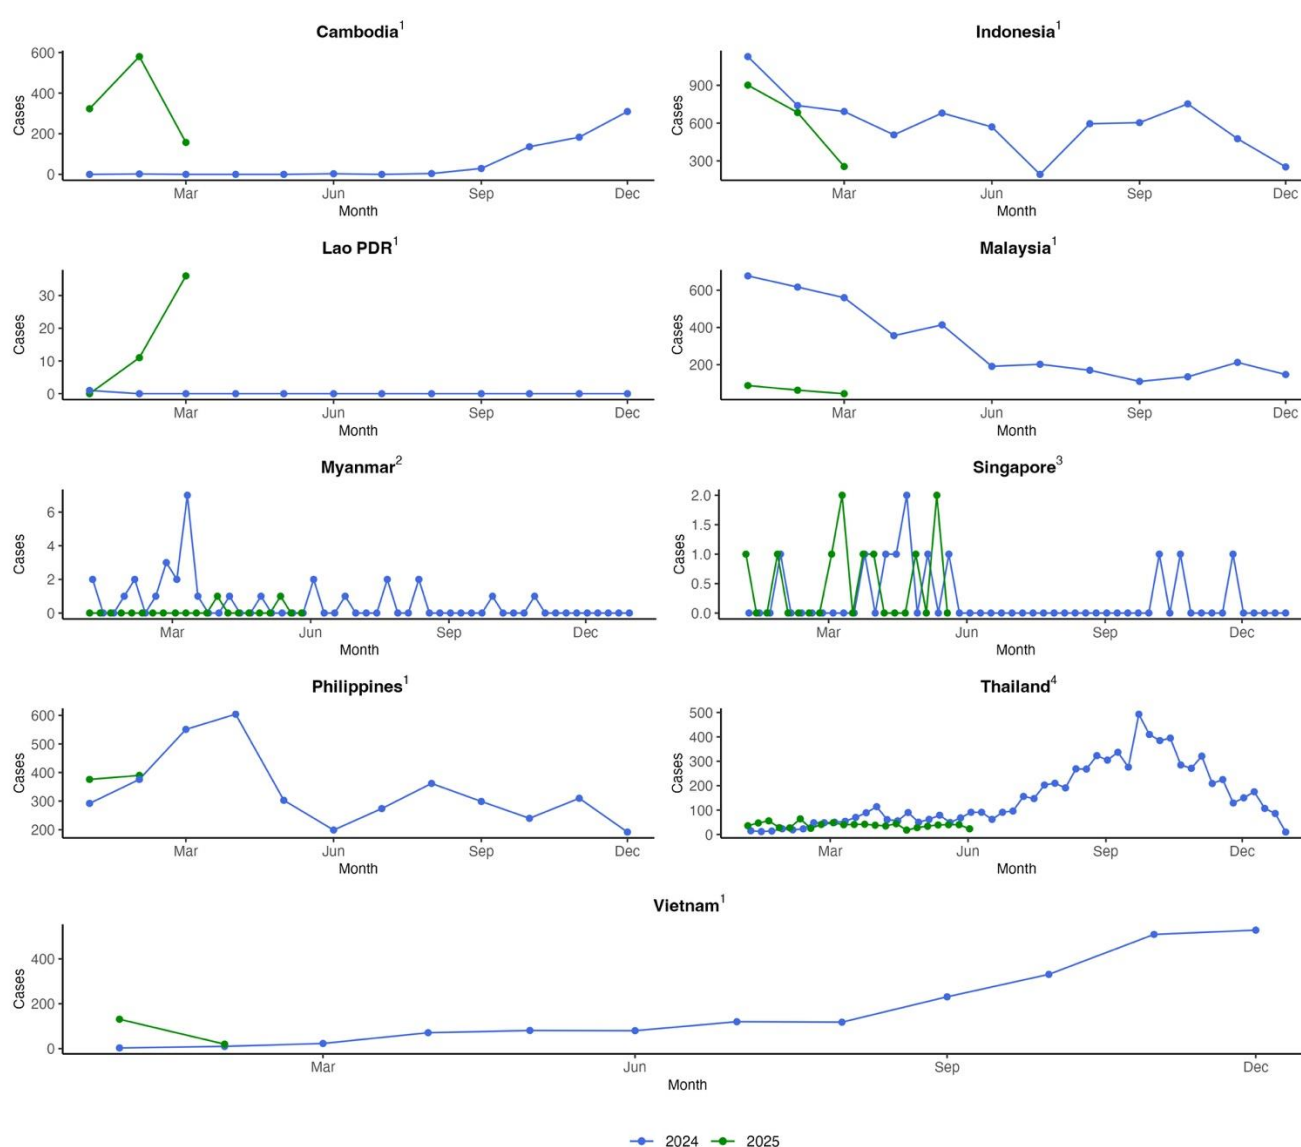 Cambodia1
Indonesia1
600
400
200
0
Cases
Mar Jun Sep Dec
Month
900
600
300
Cases
Mar Jun Sep Dec
Month
Lao PDR1
Malaysia1
30
20
10
0
Cases
Mar Jun Sep Dec
Month
600
400
200
Cases
Mar Jun Sep Dec
Month
Myanmar2
Singapore3
6
4
2
0
Cases
Mar Jun Sep Dec
Month
2.0
1.5
1.0
0.5
0.0
Cases
Mar Jun Sep Dec
Month
Philippines1
Thailand4
600
500
400
300
200
Cases
Mar Jun Sep Dec
Month
500
400
300
200
100
0
Cases
Mar Jun Sep Dec
Month
Vietnam1
400
200
0
Cases
Mar Jun Sep Dec
Month
2024 2025